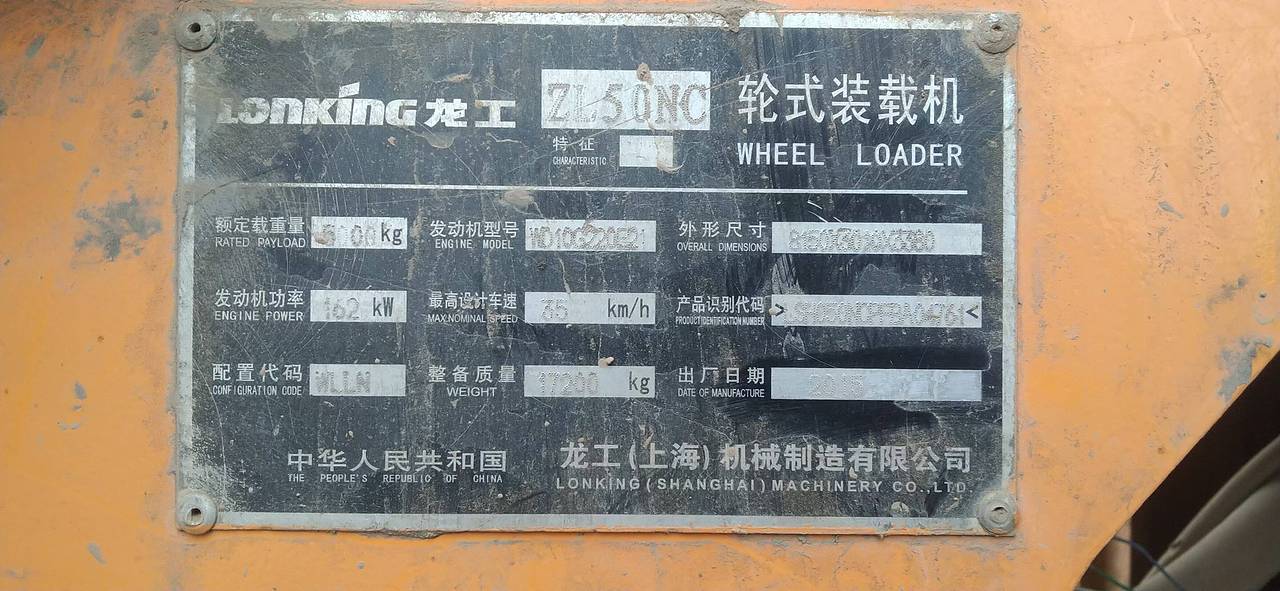 LONKING 龙工 ZL50NC 轮式装载机
特征
CHARACTERISTIC
WHEEL LOADER
额定载重量 5000kg 发动机型号 WD10G220E21 外形尺寸
RATED PAYLOAD ENGINE MODEL OVERALL DIMENSIONS
发动机功率 162 kW 最高设计车速 35 km/h 产品识别代码
ENGINE POWER MAX.NOMINAL SPEED PRODUCT IDENTIFICATION NUMBER
配置代码 WLLN 整备质量 17200 kg 出厂日期 2015
CONFIGURATION CODE WEIGHT DATE OF MANUFACTURE
中华人民共和国 龙工(上海)机械制造有限公司
THE PEOPLE'S REPUBLIC OF CHINA LONKING(SHANGHAI)MACHINERY CO.,LTD.